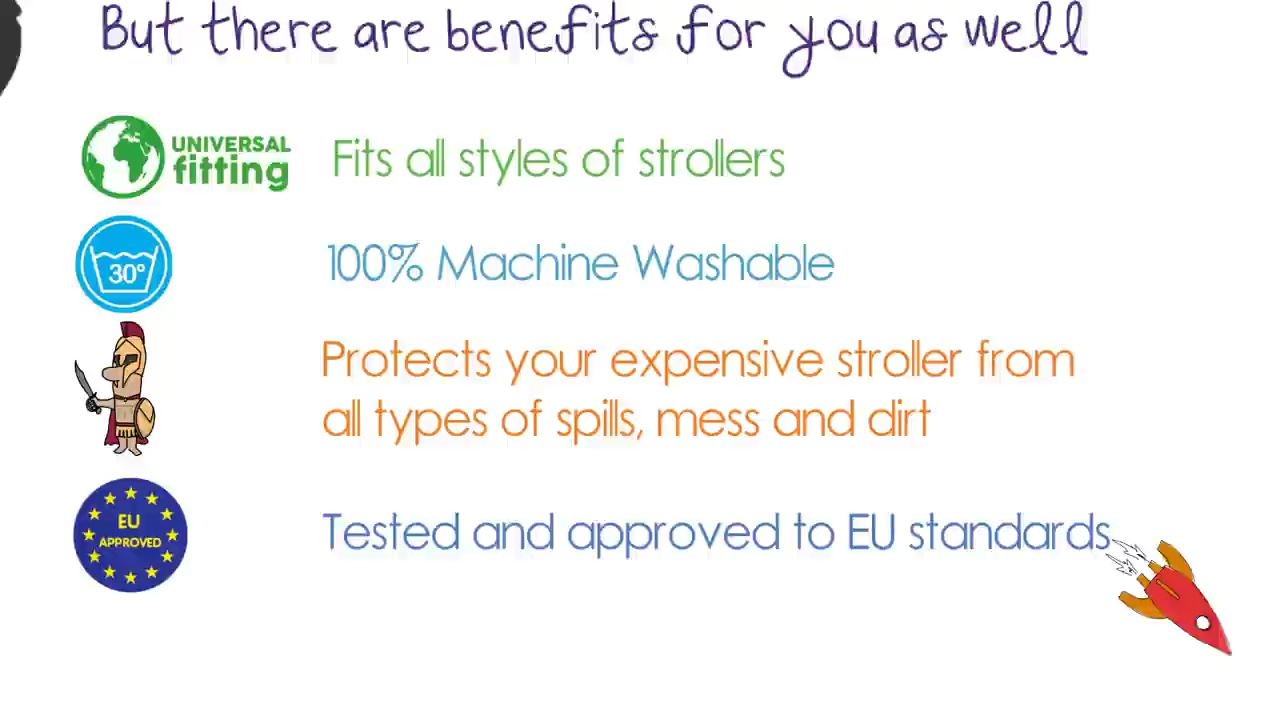 But there are benefits for you as well
UNIVERSAL
fitting
Fits all styles of strollers
30°
100% Machine Washable
Protects your expensive stroller from
all types of spills, mess and dirt
EU
APPROVED
Tested and approved to EU standards